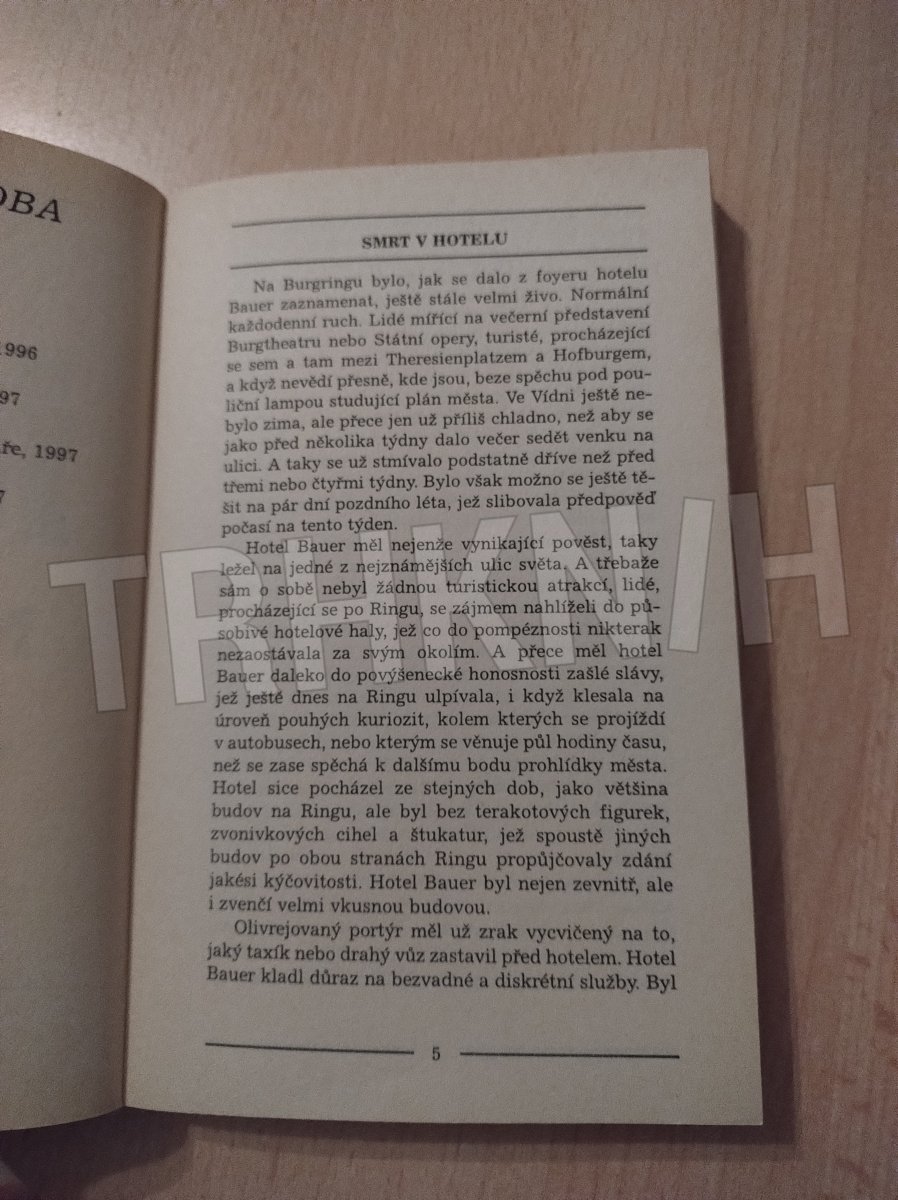 OBA
1996
97
ře, 1997
7
SMRT V HOTELU
Na Burgringu bylo, jak se dalo z foyeru hotelu
Bauer zaznamenat, ještě stále velmi živo. Normální
každodenní ruch. Lidé mířící na večerní představení
Burgtheatru nebo Státní opery, turisté, procházející
se sem a tam mezi Theresienplatzem a Hofburgem,
a když nevědí přesně, kde jsou, beze spěchu pod pou-
liční lampou studující plán města. Ve Vídni ještě ne-
bylo zima, ale přece jen už příliš chladno, než aby se
jako před několika týdny dalo večer sedět venku na
ulici. A taky se už stmívalo podstatně dříve než před
třemi nebo čtyřmi týdny. Bylo však možno se ještě tě-
šit na pár dní pozdního léta, jež slibovala předpověď
počasí na tento týden.
Hotel Bauer měl nejenže vynikající pověst, taky
ležel na jedné z nejznámějších ulic světa. A třebaže
sám o sobě nebyl žádnou turistickou atrakcí, lidé,
procházející se po Ringu, se zájmem nahlíželi do pů-
sobivé hotelové haly, jež co do pompéznosti nikterak
nezaostávala za svým okolím. A přece měl hotel
Bauer daleko do povýšenecké honosnosti zašlé slávy,
jež ještě dnes na Ringu ulpívala, i když klesala na
úroveň pouhých kuriozit, kolem kterých se projíždí
v autobusech, nebo kterým se věnuje půl hodiny času,
než se zase spěchá k dalšímu bodu prohlídky města.
Hotel sice pocházel ze stejných dob, jako většina
budov na Ringu, ale byl bez terakotových figurek,
zvonivkových cihel a štukatur, jež spoustě jiných
budov po obou stranách Ringu propůjčovaly zdání
jakési kýčovitosti. Hotel Bauer byl nejen zevnitř, ale
i zvenčí velmi vkusnou budovou.
Olivrejovaný portýr měl už zrak vycvičený na to,
jaký taxík nebo drahý vůz zastavil před hotelem. Hotel
Bauer kladl důraz na bezvadné a diskrétní služby. Byl
5
TRHKNIH